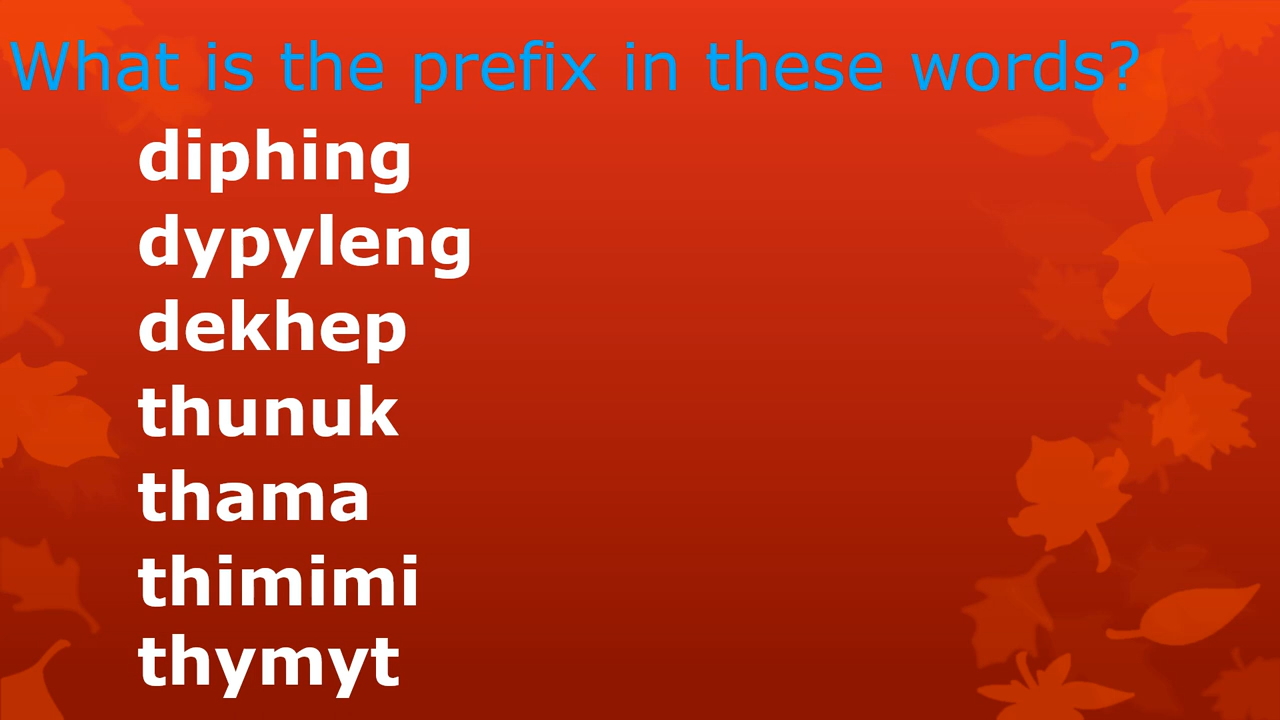 What is the prefix in these words?
diphing
dypyleng
dekhep
thunuk
thama
thimimi
thymyt